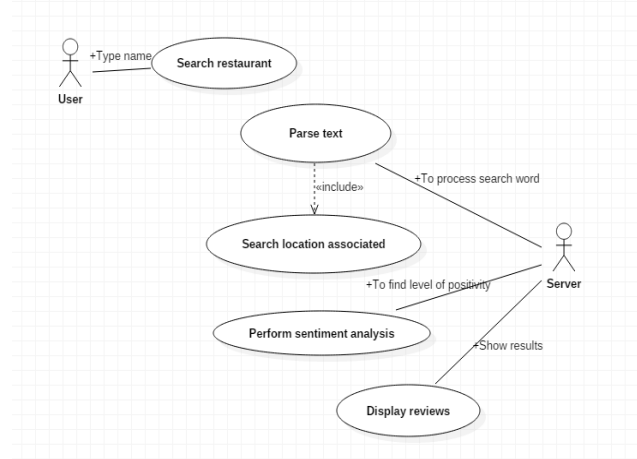 +Type name
Search restaurant
User
Parse text
«include»
+To process search word
Search location associated
Server
+To find level of positivity
Perform sentiment analysis
+Show results
Display reviews